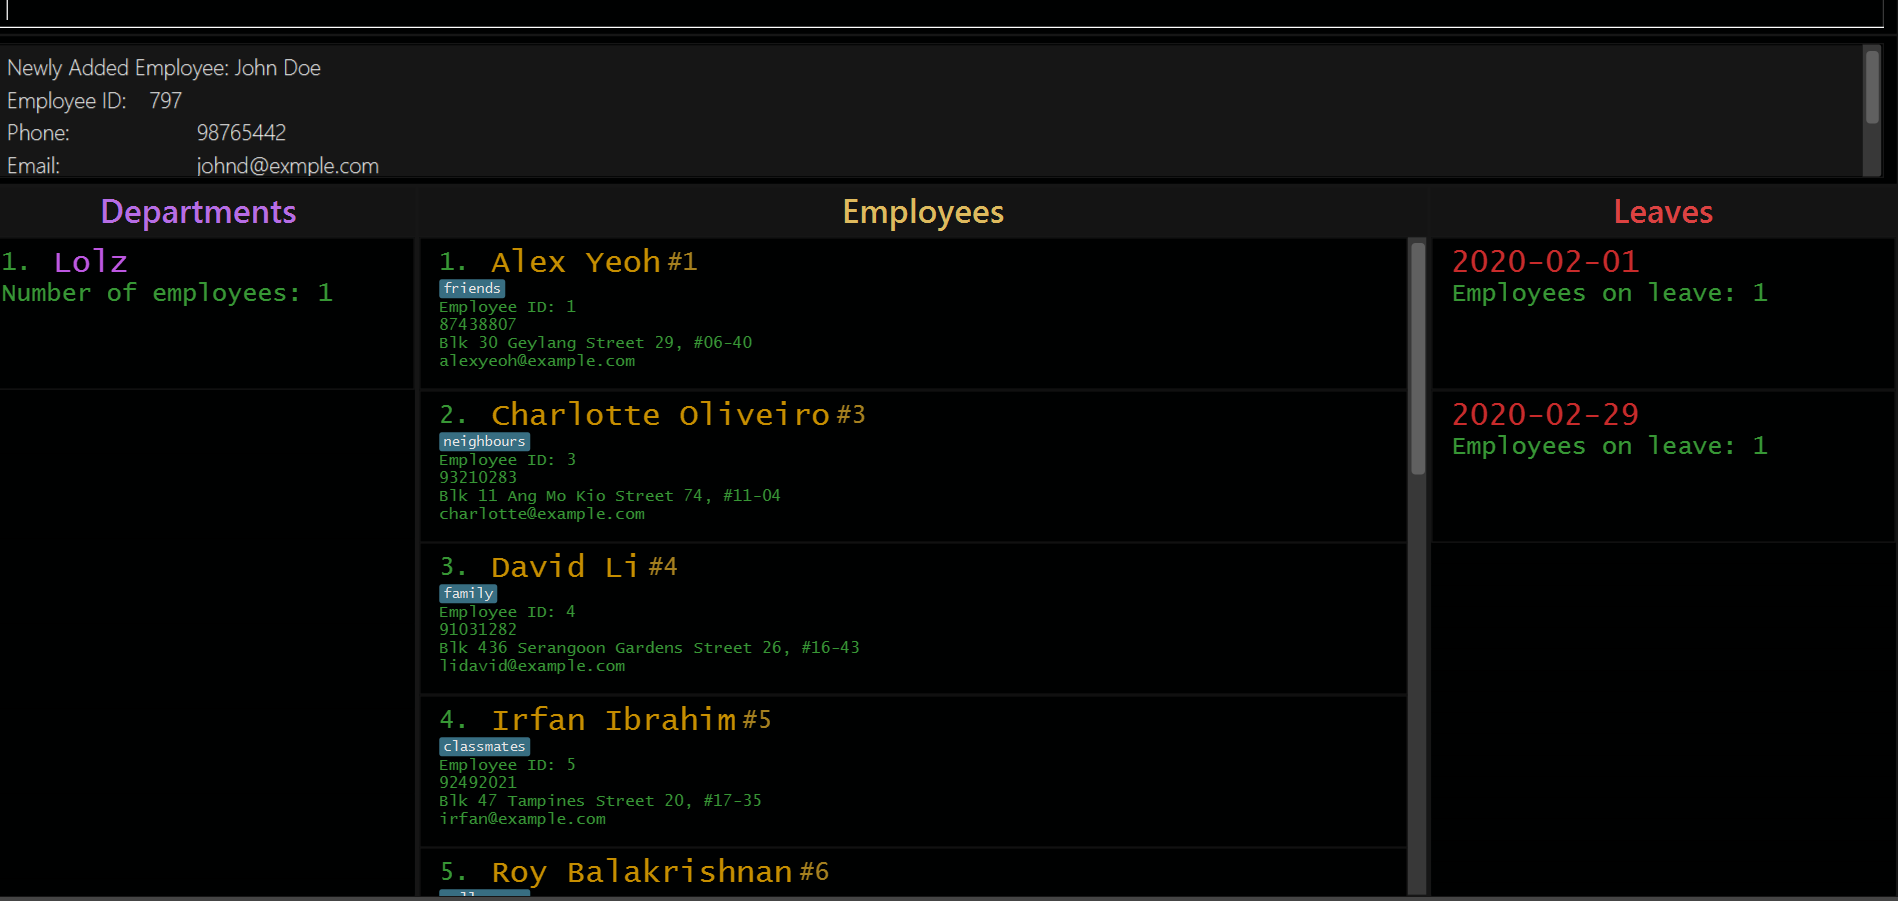 Newly Added Employee: John Doe
Employee ID: 797
Phone: 98765442
Email: johnd@exmple.com
Departments
1. Lolz
Number of employees: 1
Employees
1. Alex Yeoh #1
friends
Employee ID: 1
87438807
Blk 30 Geylang Street 29, #06-40
alexyeoh@example.com
2. Charlotte Oliveiro #3
neighbours
Employee ID: 3
93210283
Blk 11 Ang Mo Kio Street 74, #11-04
charlotte@example.com
3. David Li #4
family
Employee ID: 4
91031282
Blk 436 Serangoon Gardens Street 26, #16-43
lidavid@example.com
4. Irfan Ibrahim #5
classmates
Employee ID: 5
92492021
Blk 47 Tampines Street 20, #17-35
irfan@example.com
5. Roy Balakrishnan #6
Leaves
2020-02-01
Employees on leave: 1
2020-02-29
Employees on leave: 1